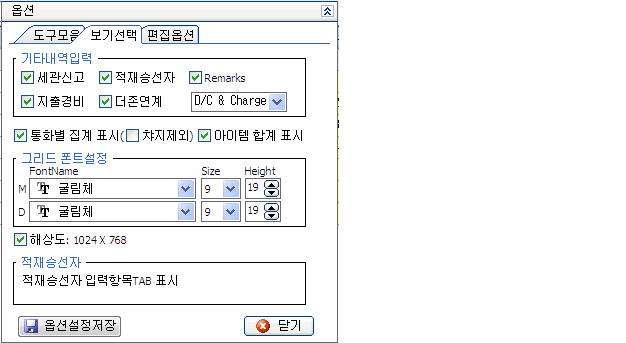 옵션
도구모음 보기선택 편집옵션
기타내역입력
세관신고 적재승선자 Remarks
지출경비 더존연계 D/C & Charge
통화별 집계 표시( 챠지제외) 아이템 합계 표시
그리드 폰트설정
FontName Size Height
M 굴림체 9 19
D 굴림체 9 19
해상도: 1024 X 768
적재승선자
적재승선자 입력항목TAB 표시
옵션설정저장 닫기